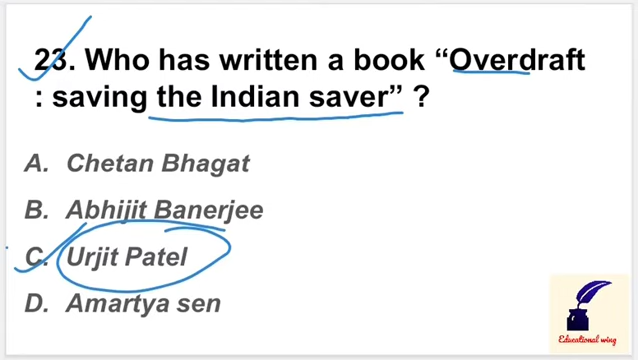 23. Who has written a book “Overdraft
: saving the Indian saver” ?
A. Chetan Bhagat
B. Abhijit Banerjee
C. Urjit Patel
D. Amartya sen
Educational wing